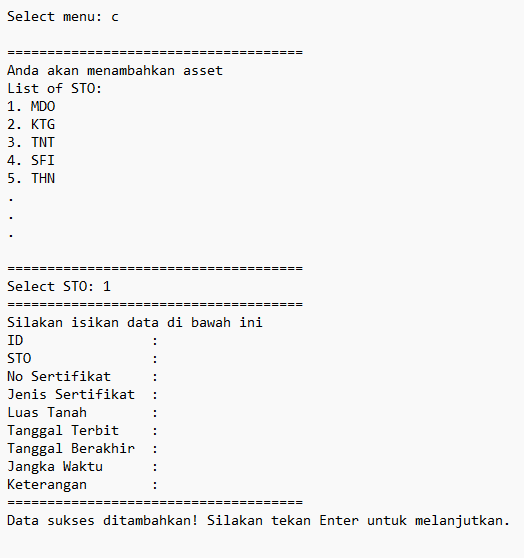 Select menu: c
=====================================
Anda akan menambahkan asset
List of STO:
1. MDO
2. KTG
3. TNT
4. SFI
5. THN
.
.
.
=====================================
Select STO: 1
=====================================
Silakan isikan data di bawah ini
ID                :
STO               :
No Sertifikat     :
Jenis Sertifikat  :
Luas Tanah        :
Tanggal Terbit    :
Tanggal Berakhir  :
Jangka Waktu      :
Keterangan        :
=====================================
Data sukses ditambahkan! Silakan tekan Enter untuk melanjutkan.